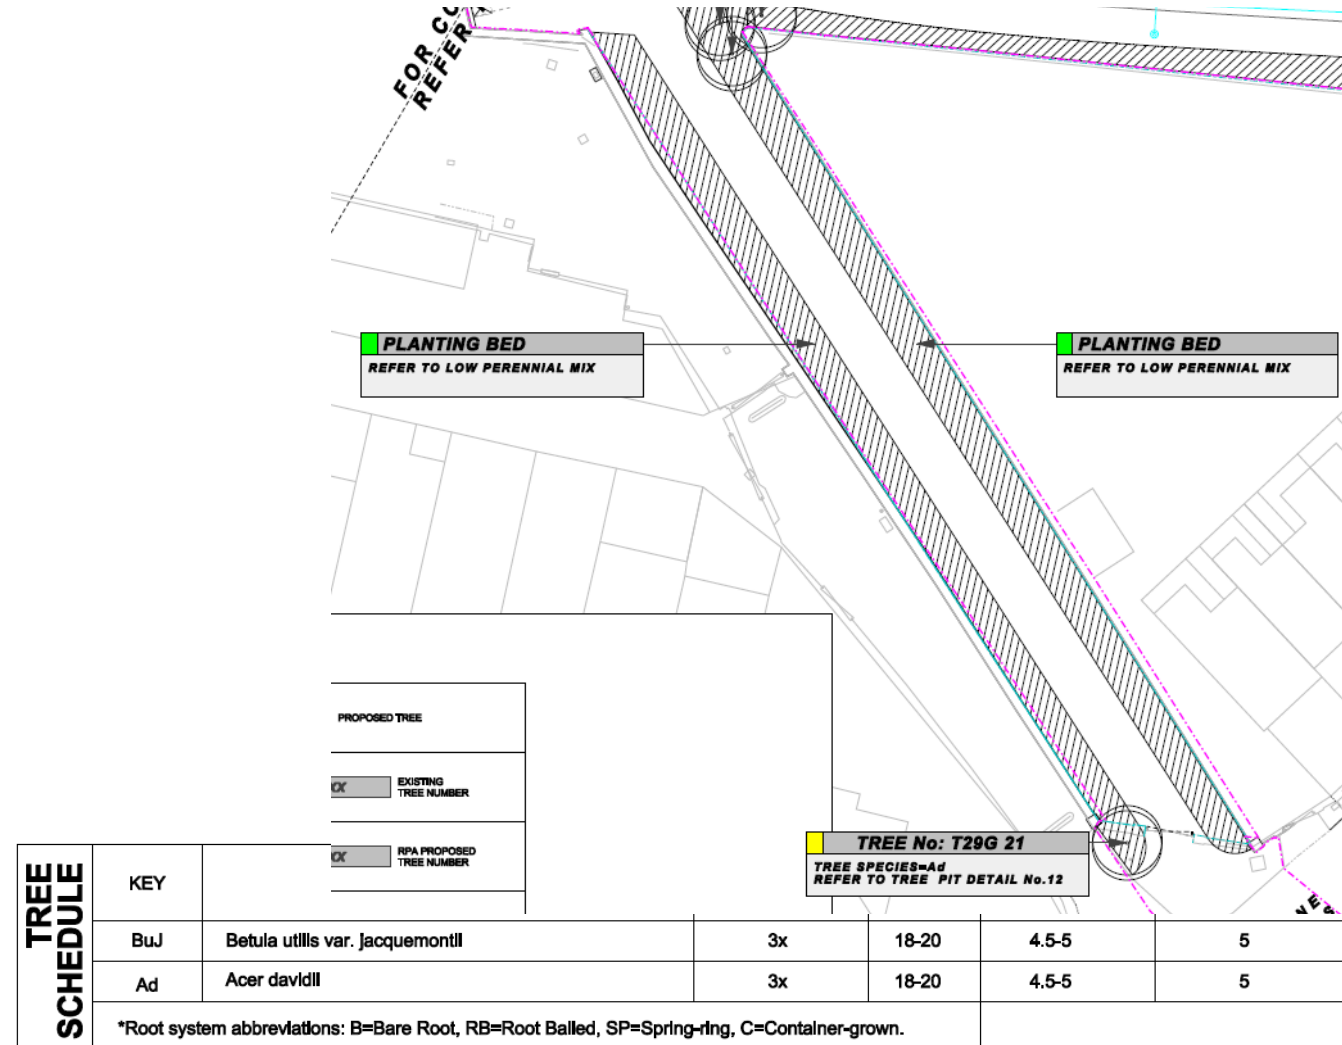 FOR CO
REFER
PLANTING BED
REFER TO LOW PERENNIAL MIX
PLANTING BED
REFER TO LOW PERENNIAL MIX
PROPOSED TREE
XX
EXISTING
TREE NUMBER
XX
RPA PROPOSED
TREE NUMBER
TREE No: T29G 21
TREE SPECIES=Ad
REFER TO TREE PIT DETAIL No.12
TREE
SCHEDULE
KEY
BuJ Betula utilis var. jacquemontii 3x 18-20 4.5-5 5
Ad Acer davidii 3x 18-20 4.5-5 5
*Root system abbreviations: B=Bare Root, RB=Root Balled, SP=Spring-ring, C=Container-grown.